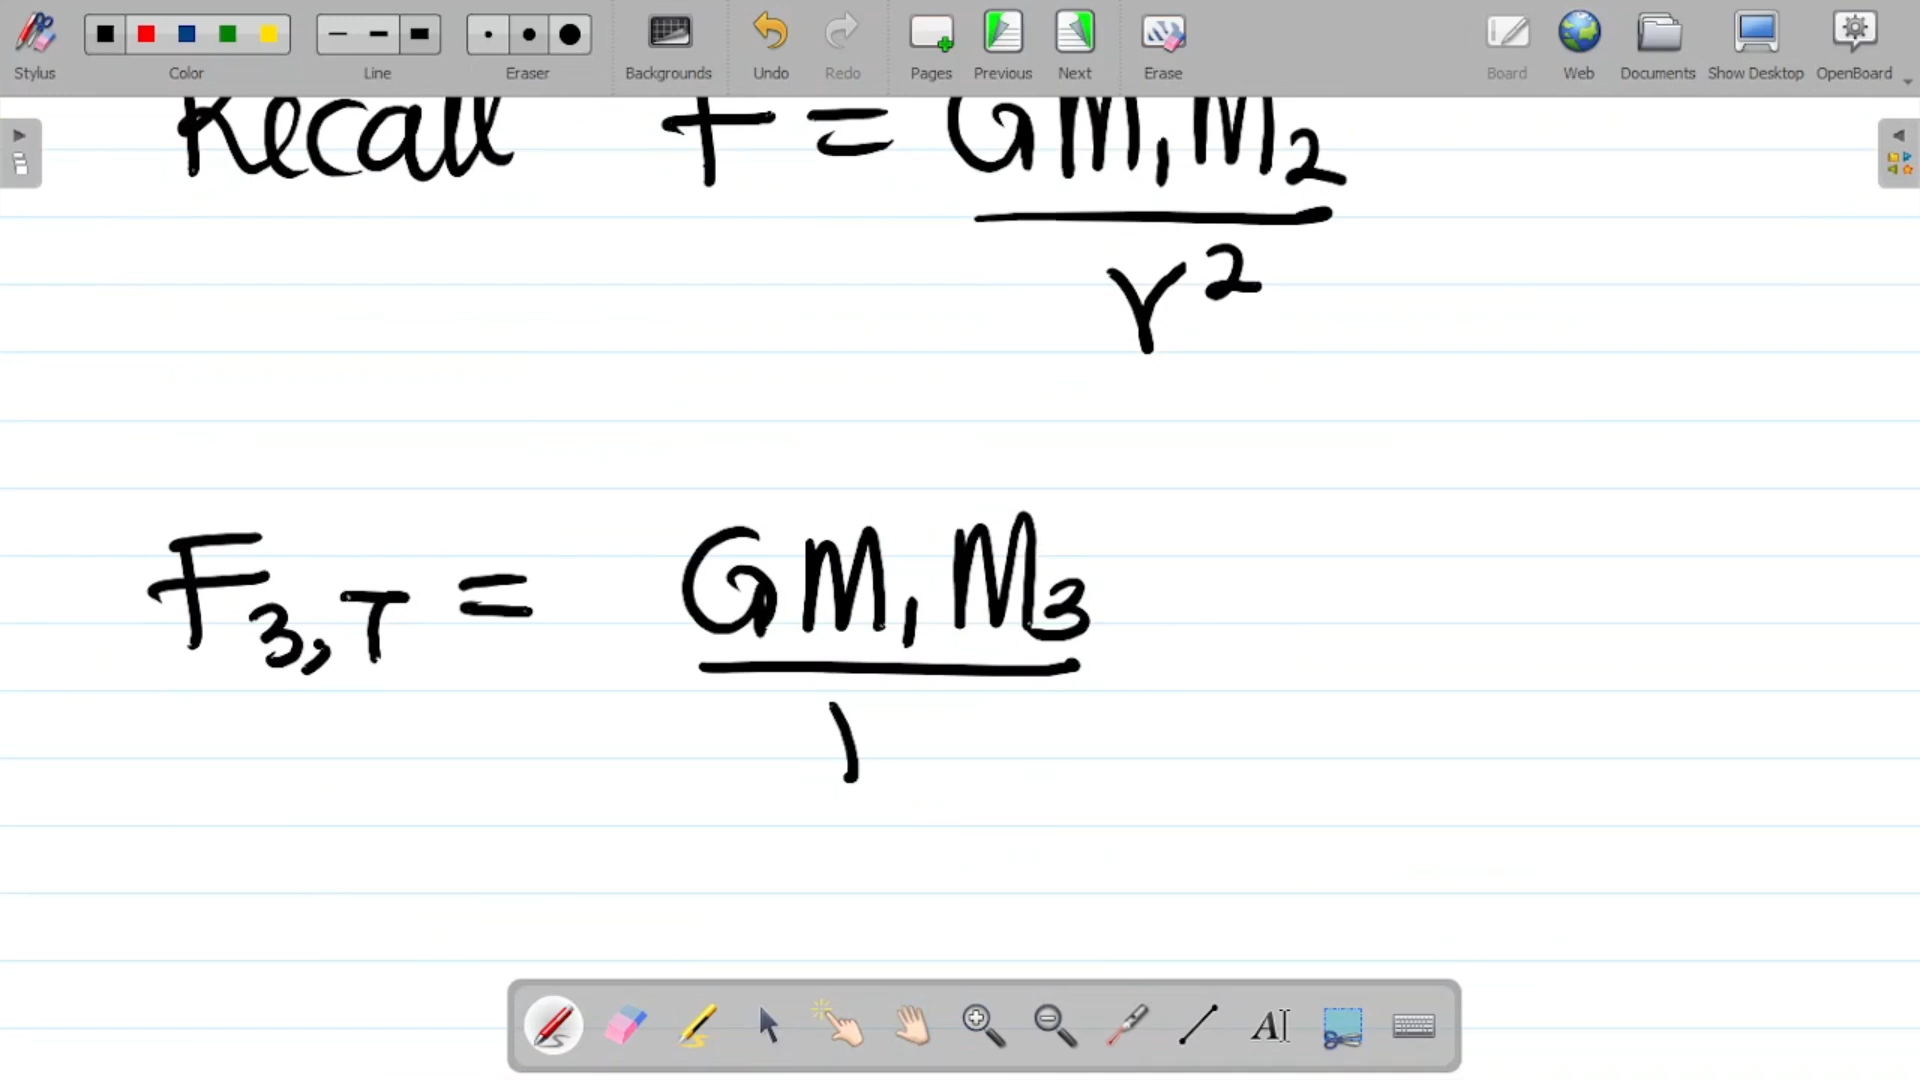 Stylus
Color
Line
Eraser
Backgrounds
Undo
Redo
Pages
Previous
Next
Erase
Board
Web
Documents
Show Desktop
OpenBoard
Recall F = GM₁M₂
r²
F₃,T = GM₁M₃